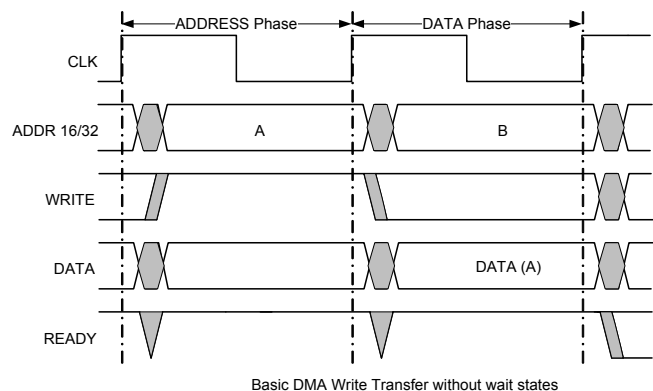 ADDRESS Phase DATA Phase
CLK
ADDR 16/32 A B
WRITE
DATA DATA (A)
READY
Basic DMA Write Transfer without wait states